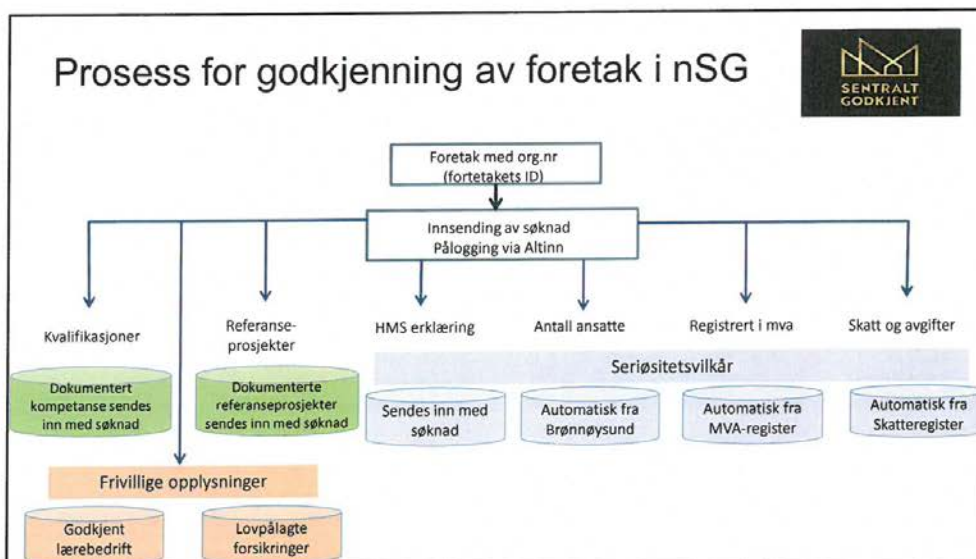 Prosess for godkjenning av foretak i nSG
SENTRALT
GODKJENT
Foretak med org.nr
(fortetakets ID)
Innsending av søknad
Pålogging via Altinn
Kvalifikasjoner
Referanse-
prosjekter
HMS erklæring
Antall ansatte
Registrert i mva
Skatt og avgifter
Seriøsitetsvilkår
Dokumentert
kompetanse sendes
inn med søknad
Dokumenterte
referanseprosjekter
sendes inn med søknad
Sendes inn med
søknad
Automatisk fra
Brønnøysund
Automatisk fra
MVA-register
Automatisk fra
Skatteregister
Frivillige opplysninger
Godkjent
lærebedrift
Lovpålagte
forsikringer